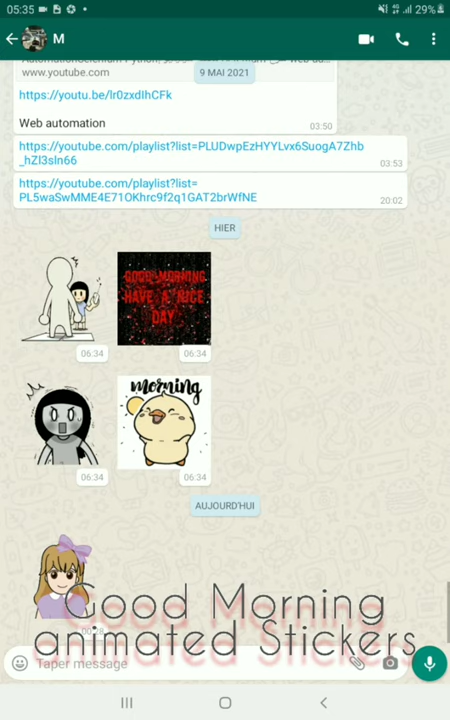 05:35
29%
M
www.youtube.com
9 MAI 2021
https://youtu.be/lr0zxdIhCFk
Web automation
03:50
https://youtube.com/playlist?list=PLUDwpEzHYYLvx6SuogA7Zhb
_hZl3sIn66
03:53
https://youtube.com/playlist?list=
PL5waSwMME4E71OKhrc9f2q1GAT2brWfNE
20:02
HIER
GOOD MORNING
HAVE A NICE
DAY
06:34
06:34
morning
06:34
06:34
AUJOURD'HUI
Good Morning
animated Stickers
Taper message